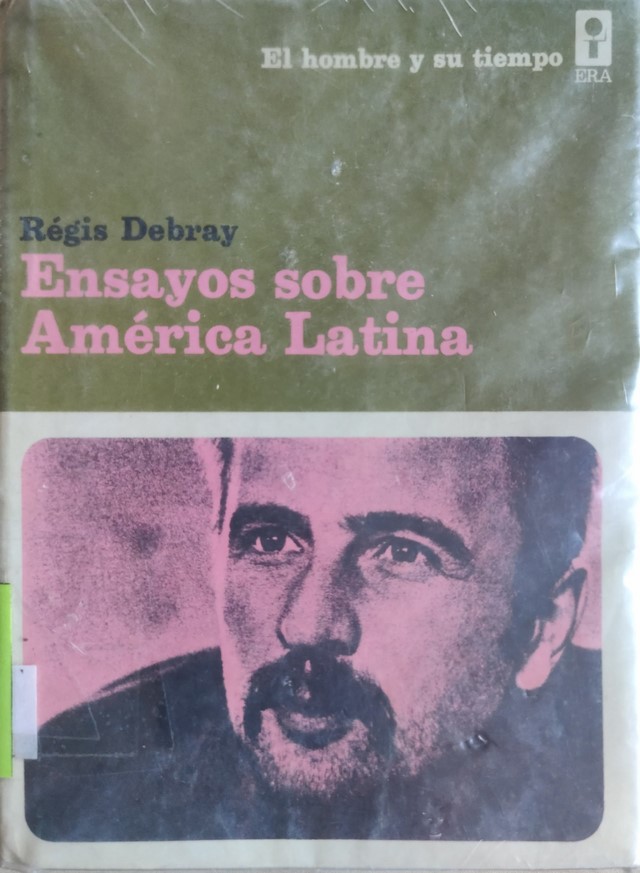 El hombre y su tiempo
ERA
Régis Debray
Ensayos sobre
América Latina